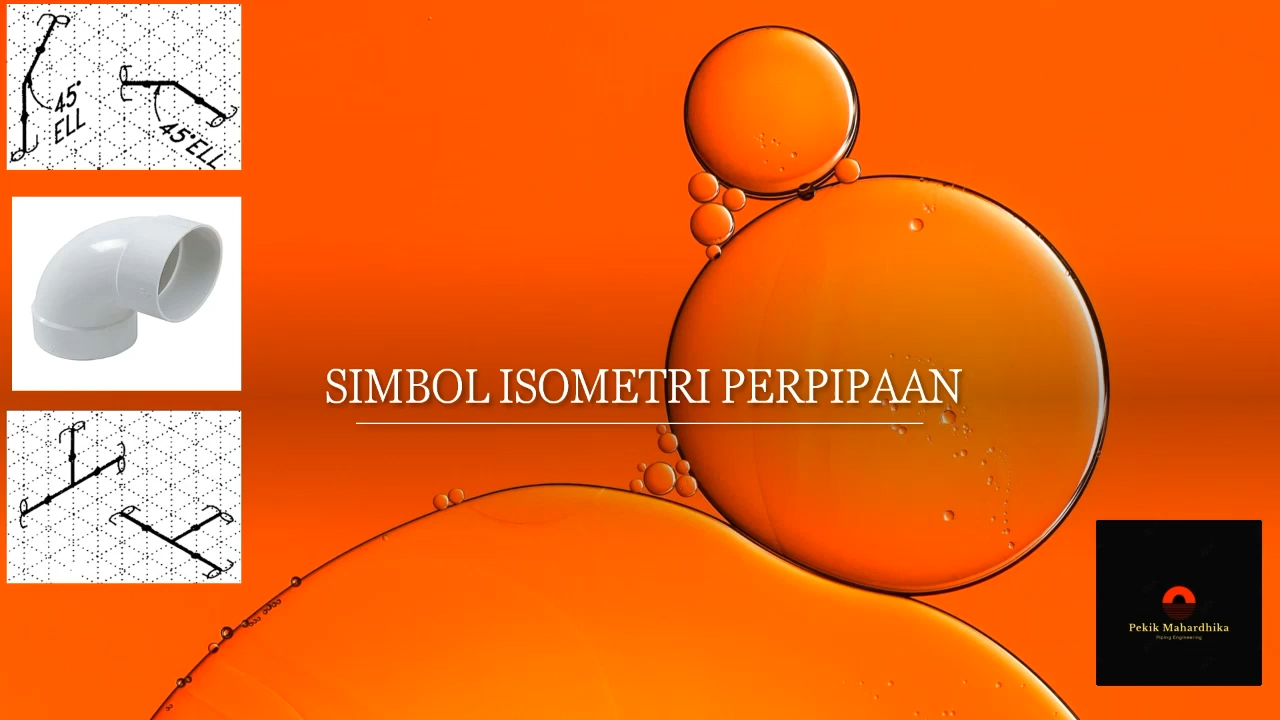 45°
ELL
45°ELL
SIMBOL ISOMETRI PERPIPAAN
Pekik Mahardhika
Piping Engineering